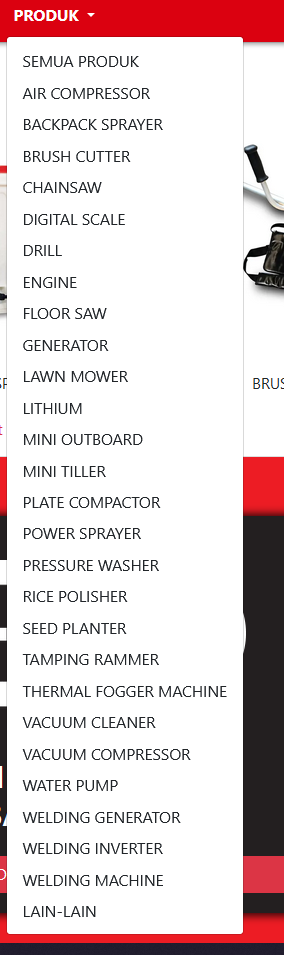 PRODUK
SEMUA PRODUK
AIR COMPRESSOR
BACKPACK SPRAYER
BRUSH CUTTER
CHAINSAW
DIGITAL SCALE
DRILL
ENGINE
FLOOR SAW
GENERATOR
LAWN MOWER
BRUS
LITHIUM
MINI OUTBOARD
MINI TILLER
PLATE COMPACTOR
POWER SPRAYER
PRESSURE WASHER
RICE POLISHER
SEED PLANTER
TAMPING RAMMER
THERMAL FOGGER MACHINE
VACUUM CLEANER
VACUUM COMPRESSOR
WATER PUMP
WELDING GENERATOR
WELDING INVERTER
WELDING MACHINE
LAIN-LAIN